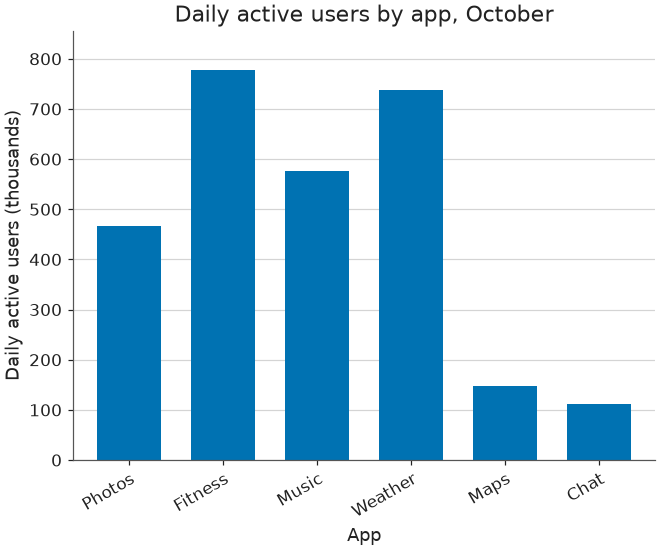 Daily active users by app, October
Daily active users (thousands)
800
700
600
500
400
300
200
100
0
Photos
Fitness
Music
Weather
Maps
Chat
App